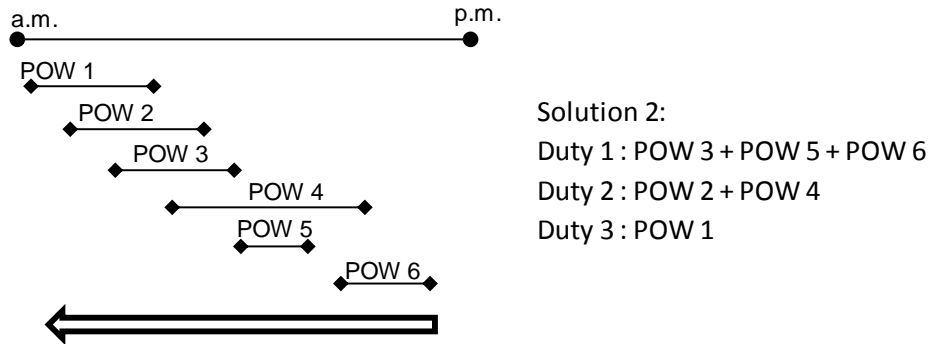 a.m.
p.m.
POW 1
POW 2
POW 3
POW 4
POW 5
POW 6
Solution 2:
Duty 1 : POW 3 + POW 5 + POW 6
Duty 2 : POW 2 + POW 4
Duty 3 : POW 1